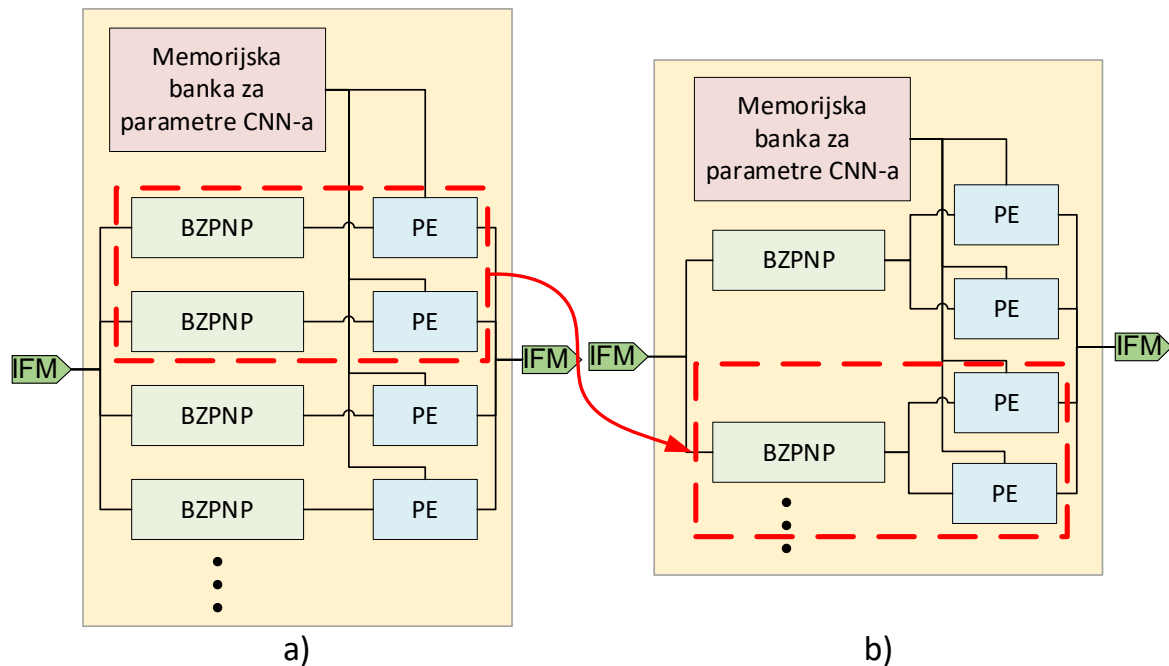 Memorijska
banka za
parametre CNN-a
BZPNP
PE
BZPNP
PE
IFM
BZPNP
PE
IFM
BZPNP
PE
a)
Memorijska
banka za
parametre CNN-a
PE
BZPNP
PE
IFM
IFM
PE
BZPNP
PE
b)